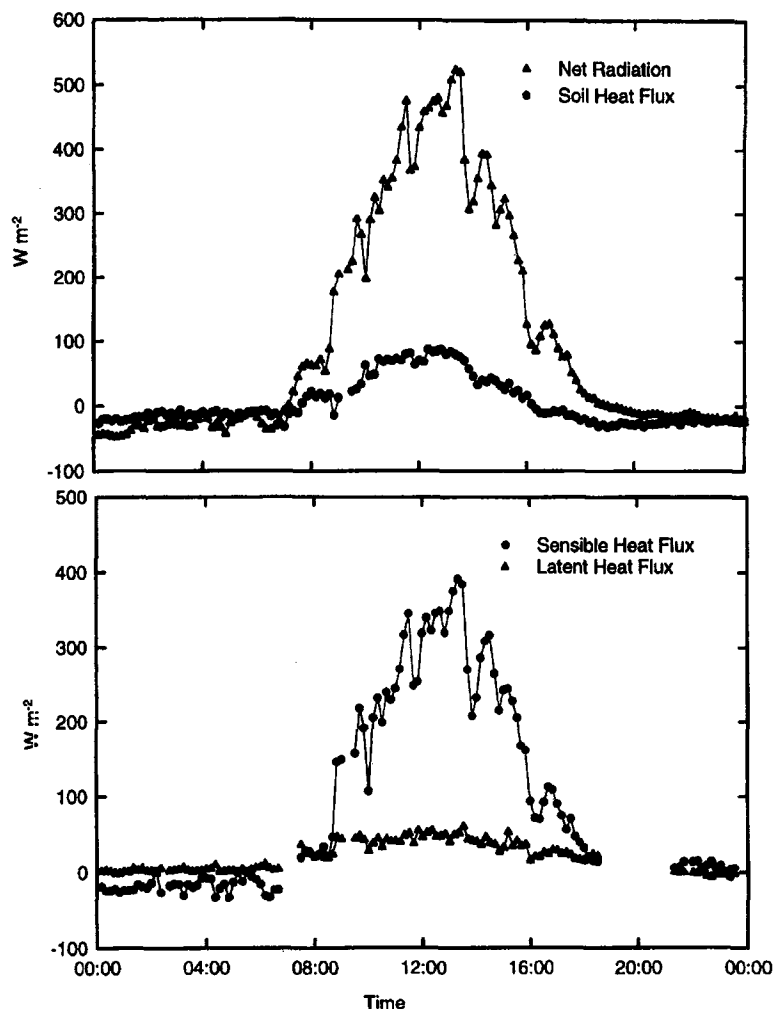 600
500
400
300
200
100
0
-100
W m-2
Net Radiation
Soil Heat Flux
500
400
300
200
100
0
-100
W m-2
Sensible Heat Flux
Latent Heat Flux
00:00 04:00 08:00 12:00 16:00 20:00 00:00
Time